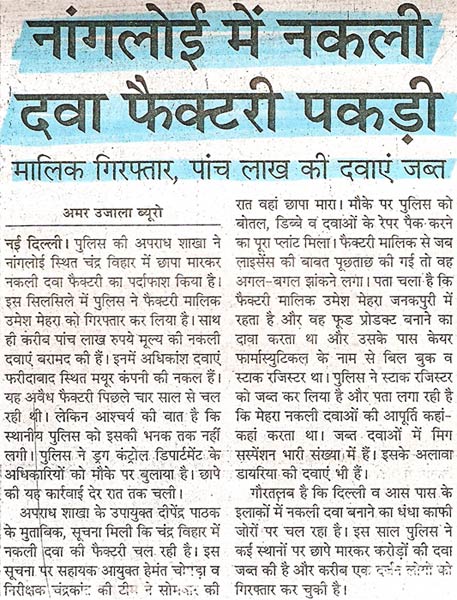 नांगलोई में नकली
दवा फैक्टरी पकड़ी
मालिक गिरफ्तार, पांच लाख की दवाएं जब्त
अमर उजाला ब्यूरो
नई दिल्ली। पुलिस की अपराध शाखा ने
नांगलोई स्थित चंद्र विहार में छापा मारकर
नकली दवा फैक्टरी का पर्दाफाश किया है।
इस सिलसिले में पुलिस ने फैक्टरी मालिक
उमेश मेहरा को गिरफ्तार कर लिया है। साथ
ही करीब पांच लाख रुपये मूल्य की नकली
दवाएं बरामद की हैं। इनमें अधिकांश दवाएं
फरीदाबाद स्थित मयूर कंपनी की नकल हैं।
यह अवैध फैक्टरी पिछले चार साल से चल
रही थी। लेकिन आश्चर्य की बात है कि
स्थानीय पुलिस को इसकी भनक तक नहीं
लगी। पुलिस ने ड्रग कंट्रोल डिपार्टमेंट के
अधिकारियों को मौके पर बुलाया है। छापे
की यह कार्रवाई देर रात तक चली।
अपराध शाखा के उपायुक्त दीपेंद्र पाठक
के मुताबिक, सूचना मिली कि चंद्र विहार में
नकली दवा की फैक्टरी चल रही है। इस
सूचना पर सहायक आयुक्त हेमंत चोपड़ा व
निरीक्षक चंद्रकांत की टीम ने सोमवार की
रात वहां छापा मारा। मौके पर पुलिस को
बोतल, डिब्बे व दवाओं के रेपर पैक करने
का पूरा प्लांट मिला। फैक्टरी मालिक से जब
लाइसेंस की बाबत पूछताछ की गई तो वह
अगल-बगल झांकने लगा। पता चला है कि
फैक्टरी मालिक उमेश मेहरा जनकपुरी में
रहता है और वह फूड प्रोडक्ट बनाने का
दावा करता था और उसके पास केयर
फार्मास्युटिकल के नाम से बिल बुक व
स्टाक रजिस्टर था। पुलिस ने स्टाक रजिस्टर
को जब्त कर लिया है और पता लगा रही है
कि मेहरा नकली दवाओं की आपूर्ति कहां-
कहां करता था। जब्त दवाओं में मिग
सस्पेंशन भारी संख्या में हैं। इसके अलावा
डायरिया की दवाएं भी हैं।
गौरतलब है कि दिल्ली व आस पास के
इलाकों में नकली दवा बनाने का धंधा काफी
जोरों पर चल रहा है। इस साल पुलिस ने
कई स्थानों पर छापे मारकर करोड़ों की दवा
जब्त की है और करीब एक दर्जन लोगों को
गिरफ्तार कर चुकी है।